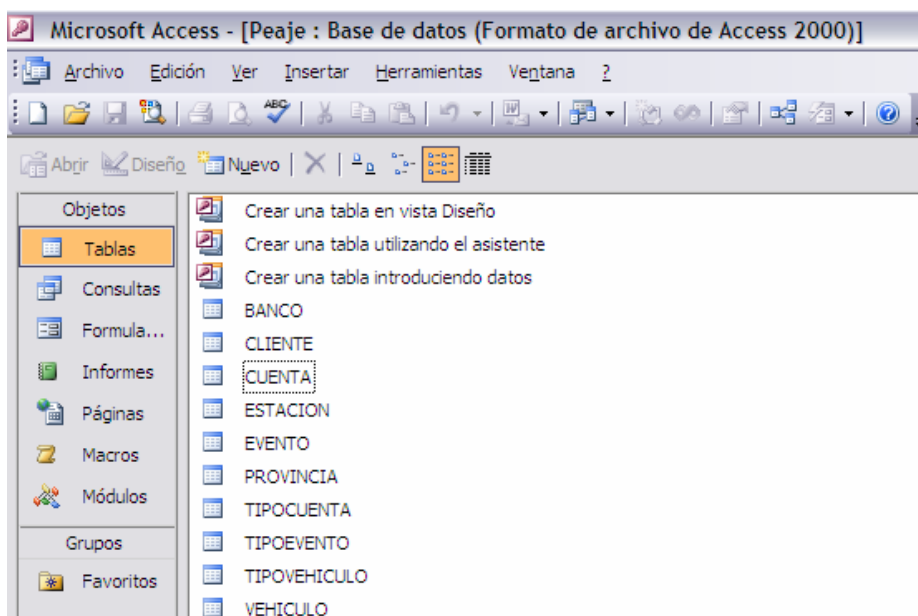 Microsoft Access - [Peaje : Base de datos (Formato de archivo de Access 2000)]
Archivo Edición Ver Insertar Herramientas Ventana ?
ABC
Abrir Diseño Nuevo
Objetos
Tablas
Consultas
Formula...
Informes
Páginas
Macros
Módulos
Grupos
Favoritos
Crear una tabla en vista Diseño
Crear una tabla utilizando el asistente
Crear una tabla introduciendo datos
BANCO
CLIENTE
CUENTA
ESTACION
EVENTO
PROVINCIA
TIPOCUENTA
TIPOEVENTO
TIPOVEHICULO
VEHICULO